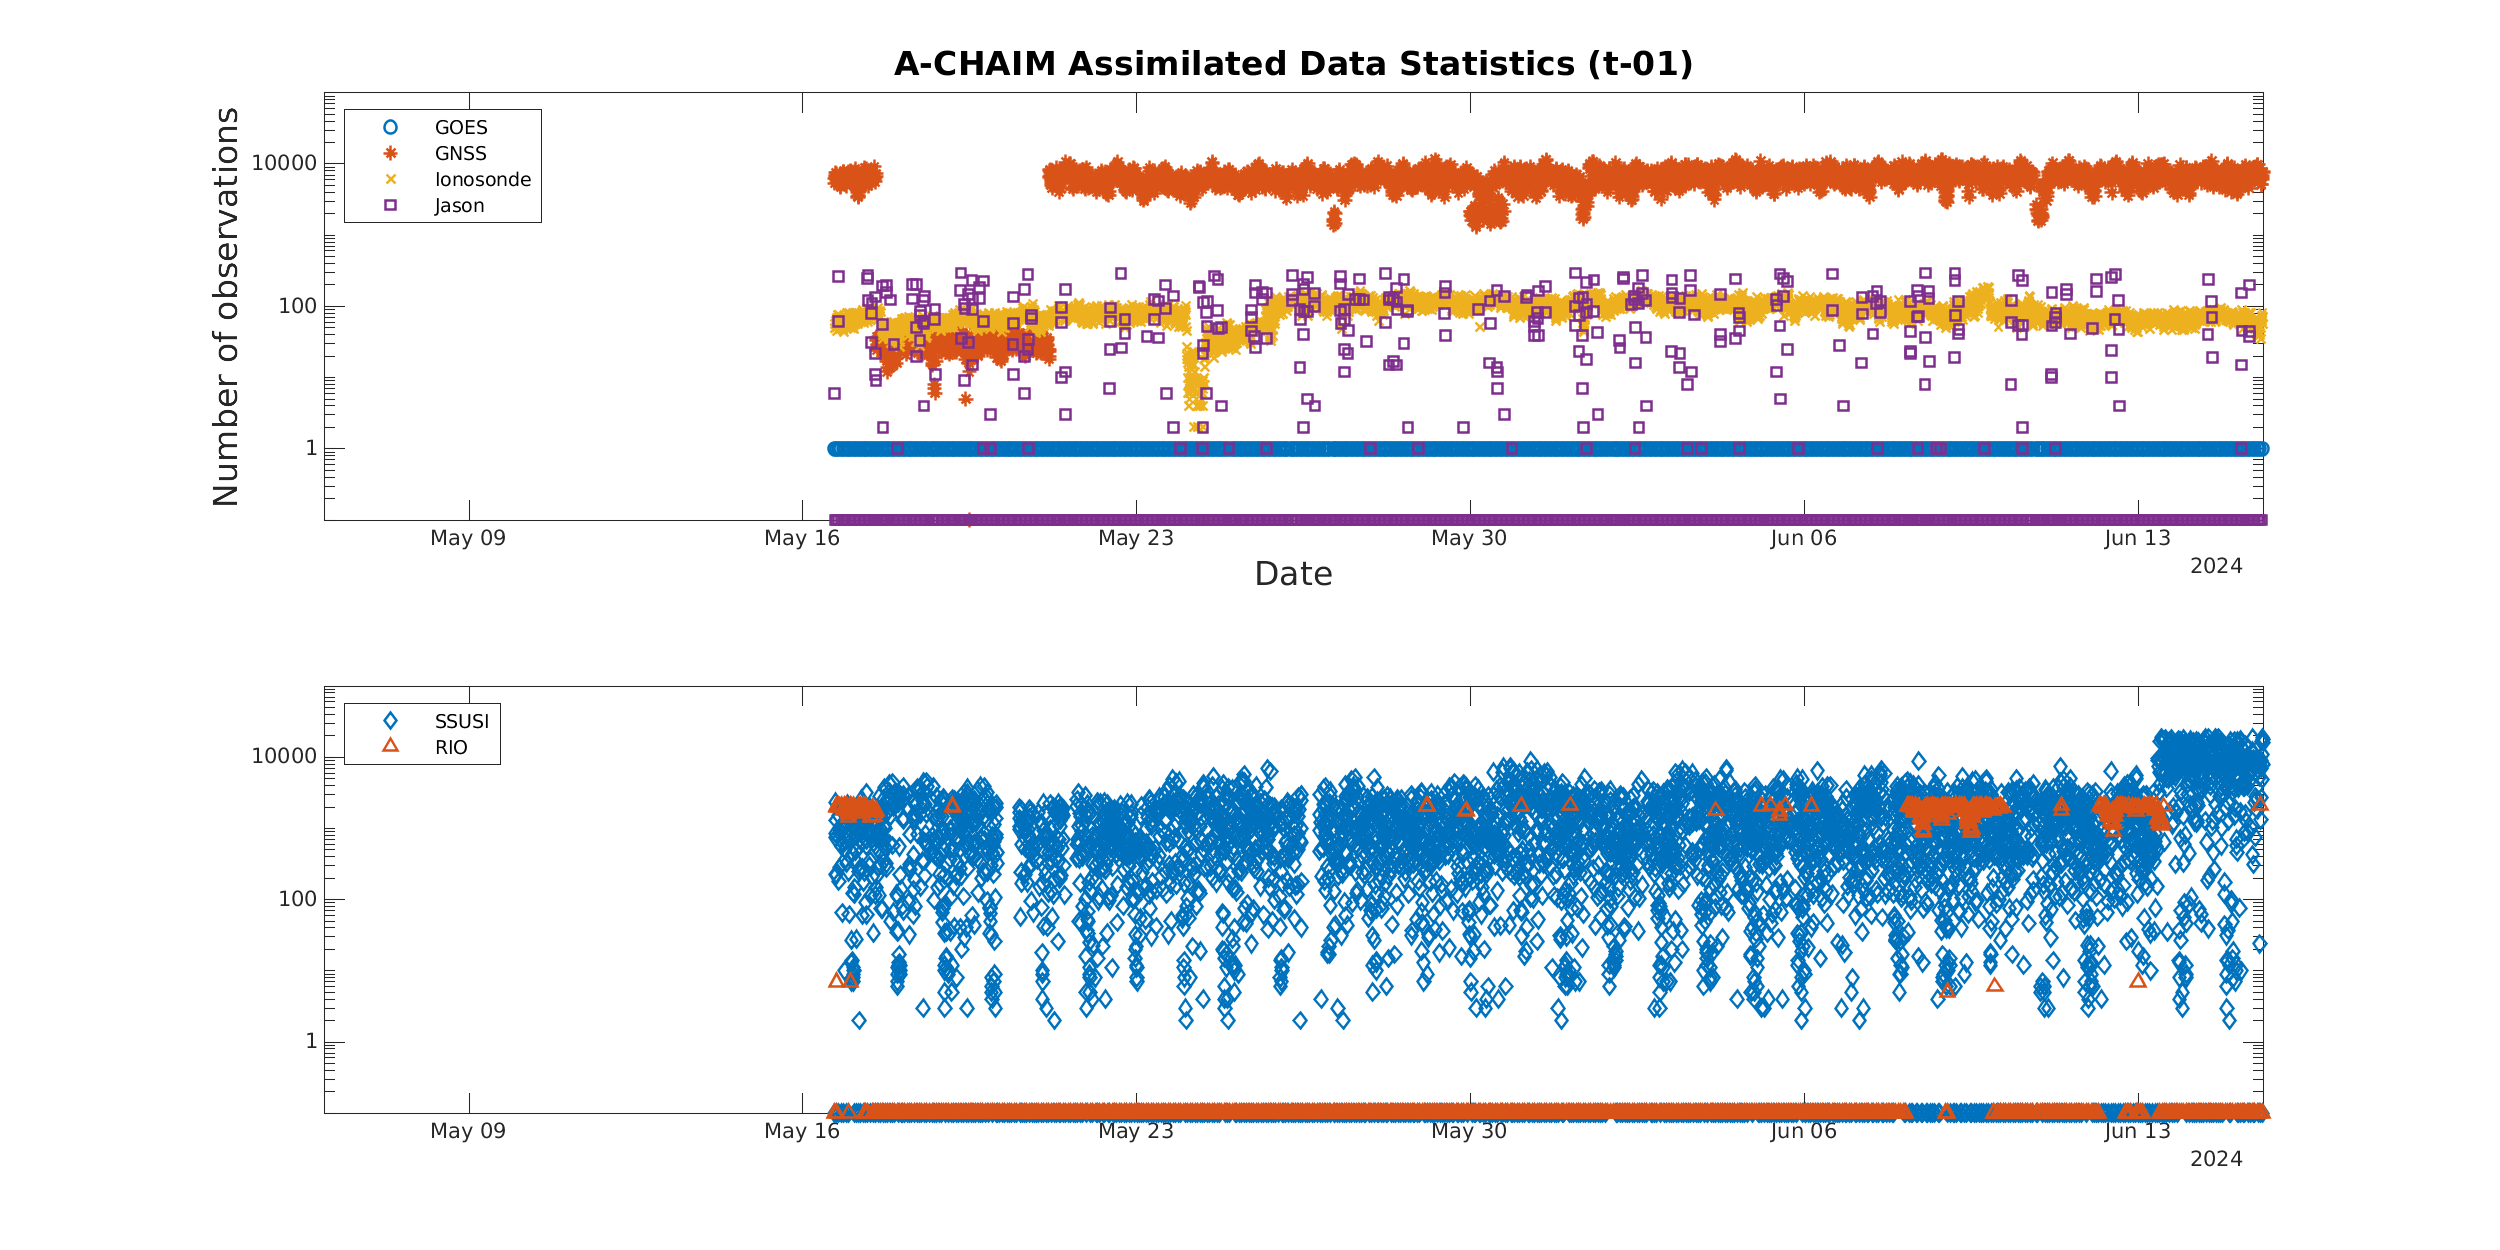 A-CHAIM Assimilated Data Statistics (t-01)
Number of observations
10000
100
1
GOES
GNSS
Ionosonde
Jason
May 09
May 16
May 23
May 30
Jun 06
Jun 13
2024
Date
10000
100
1
SSUSI
RIO
May 09
May 16
May 23
May 30
Jun 06
Jun 13
2024